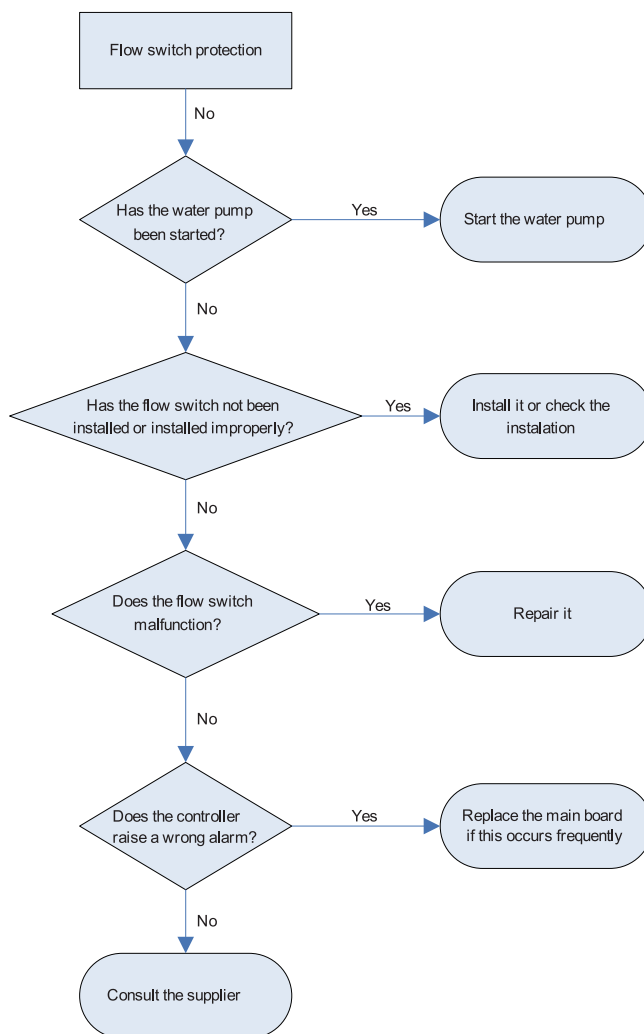 Flow switch protection
No
Has the water pump
been started?
Yes
Start the water pump
No
Has the flow switch not been
installed or installed improperly?
Yes
Install it or check the
instalation
No
Does the flow switch
malfunction?
Yes
Repair it
No
Does the controller
raise a wrong alarm?
Yes
Replace the main board
if this occurs frequently
No
Consult the supplier